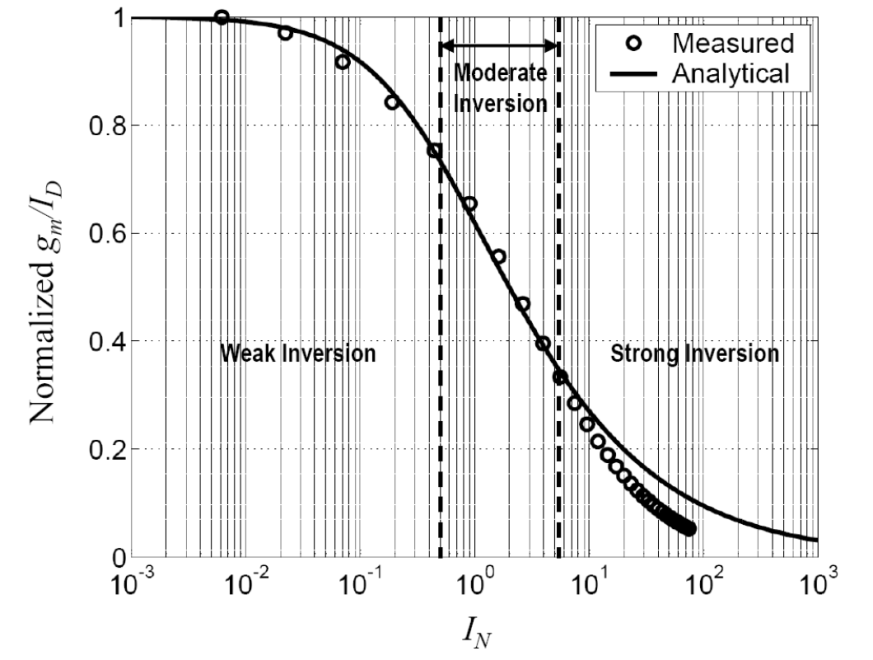 1
0.8
0.6
0.4
0.2
0
Normalized gm/ID
Moderate
Inversion
Measured
Analytical
Weak Inversion
Strong Inversion
10-3
10-2
10-1
100
101
102
103
IN